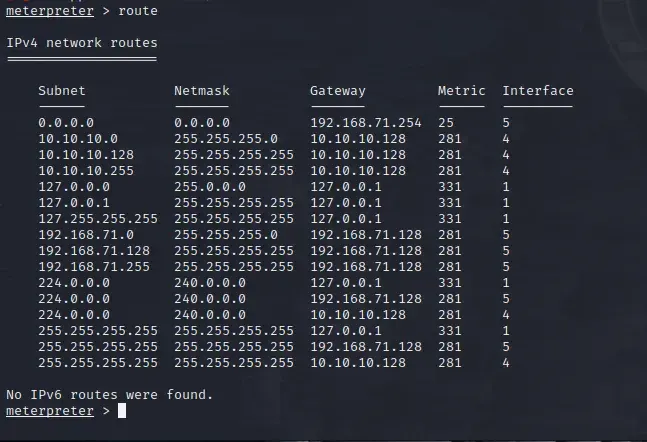 meterpreter > route
IPv4 network routes
===================
Subnet Netmask Gateway Metric Interface
------ ------- ------- ------ ---------
0.0.0.0 0.0.0.0 192.168.71.254 25 5
10.10.10.0 255.255.255.0 10.10.10.128 281 4
10.10.10.128 255.255.255.255 10.10.10.128 281 4
10.10.10.255 255.255.255.255 10.10.10.128 281 4
127.0.0.0 255.0.0.0 127.0.0.1 331 1
127.0.0.1 255.255.255.255 127.0.0.1 331 1
127.255.255.255 255.255.255.255 127.0.0.1 331 1
192.168.71.0 255.255.255.0 192.168.71.128 281 5
192.168.71.128 255.255.255.255 192.168.71.128 281 5
192.168.71.255 255.255.255.255 192.168.71.128 281 5
224.0.0.0 240.0.0.0 127.0.0.1 331 1
224.0.0.0 240.0.0.0 192.168.71.128 281 5
224.0.0.0 240.0.0.0 10.10.10.128 281 4
255.255.255.255 255.255.255.255 127.0.0.1 331 1
255.255.255.255 255.255.255.255 192.168.71.128 281 5
255.255.255.255 255.255.255.255 10.10.10.128 281 4
No IPv6 routes were found.
meterpreter >